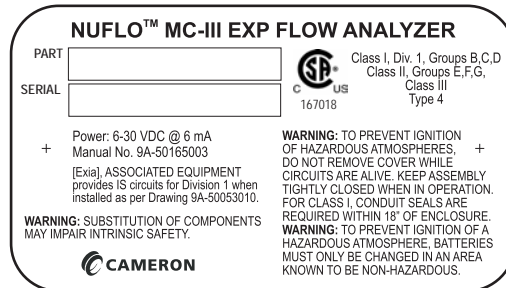 NUFLO™ MC-III EXP FLOW ANALYZER
PART
SERIAL
CSA®
C US
167018
Class I, Div. 1, Groups B,C,D
Class II, Groups E,F,G,
Class III
Type 4
+ Power: 6-30 VDC @ 6 mA
Manual No. 9A-50165003
[Exia], ASSOCIATED EQUIPMENT
provides IS circuits for Division 1 when
installed as per Drawing 9A-50053010.
WARNING: SUBSTITUTION OF COMPONENTS
MAY IMPAIR INTRINSIC SAFETY.
CAMERON
WARNING: TO PREVENT IGNITION
OF HAZARDOUS ATMOSPHERES, +
DO NOT REMOVE COVER WHILE
CIRCUITS ARE ALIVE. KEEP ASSEMBLY
TIGHTLY CLOSED WHEN IN OPERATION.
FOR CLASS I, CONDUIT SEALS ARE
REQUIRED WITHIN 18" OF ENCLOSURE.
WARNING: TO PREVENT IGNITION OF A
HAZARDOUS ATMOSPHERE, BATTERIES
MUST ONLY BE CHANGED IN AN AREA
KNOWN TO BE NON-HAZARDOUS.